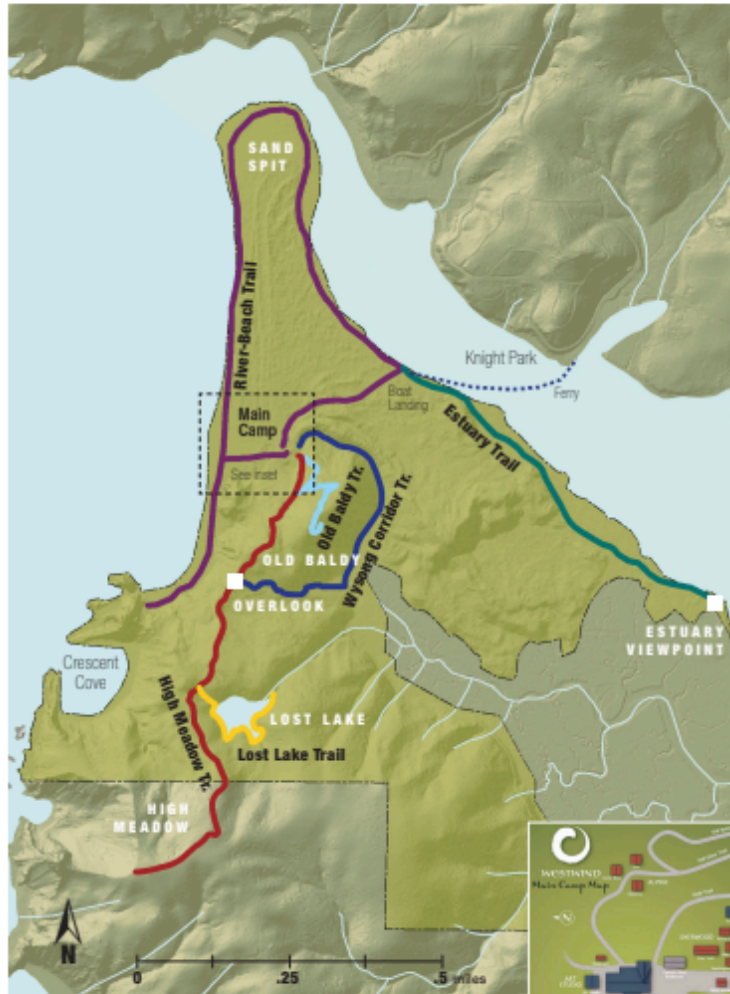 SAND
SPIT
River-Beach Trail
Knight Park
Ferry
Boat
Landing
Estuary Trail
Main
Camp
See inset
Old Baldy Tr.
Wysong Corridor Tr.
OLD BALDY
OVERLOOK
ESTUARY
VIEWPOINT
Crescent
Cove
High Meadow Tr.
LOST LAKE
Lost Lake Trail
HIGH
MEADOW
N
0
.25
.5 miles
WESTWIND
Main Camp Map
N
ART
STUDIO